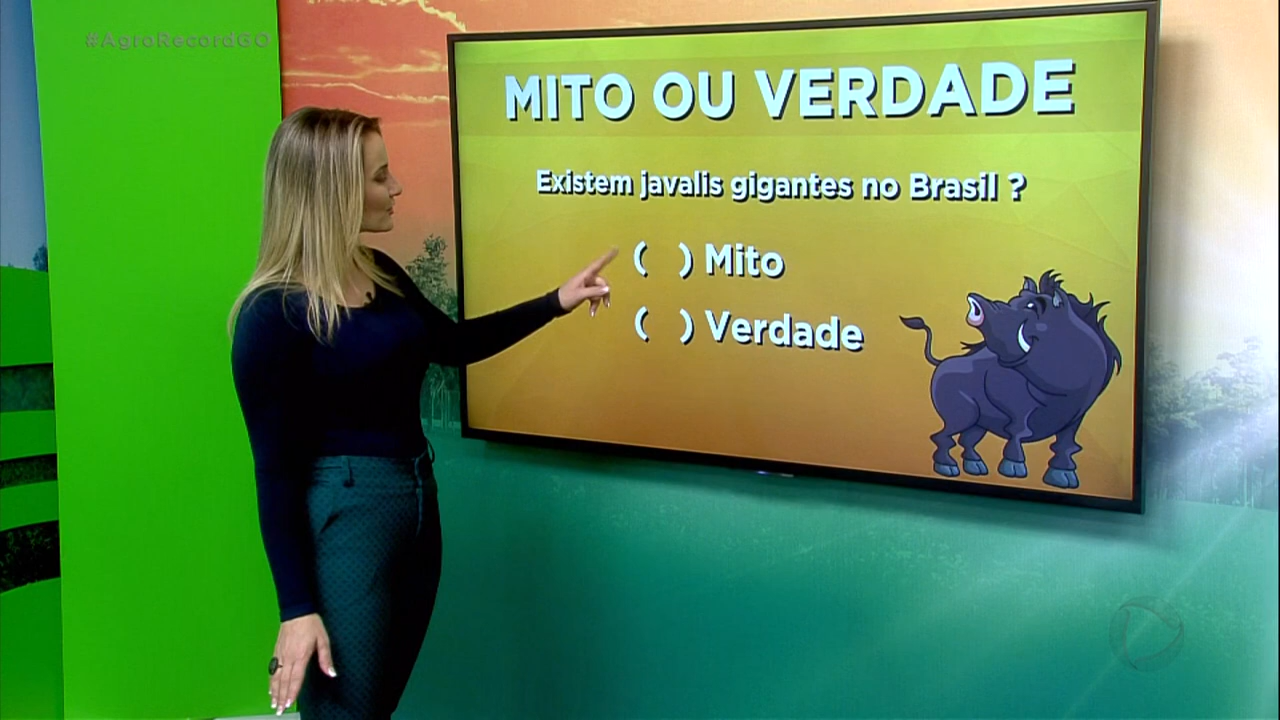 #AgroRecordGO
MITO OU VERDADE
Existem javalis gigantes no Brasil ?
( ) Mito
( ) Verdade